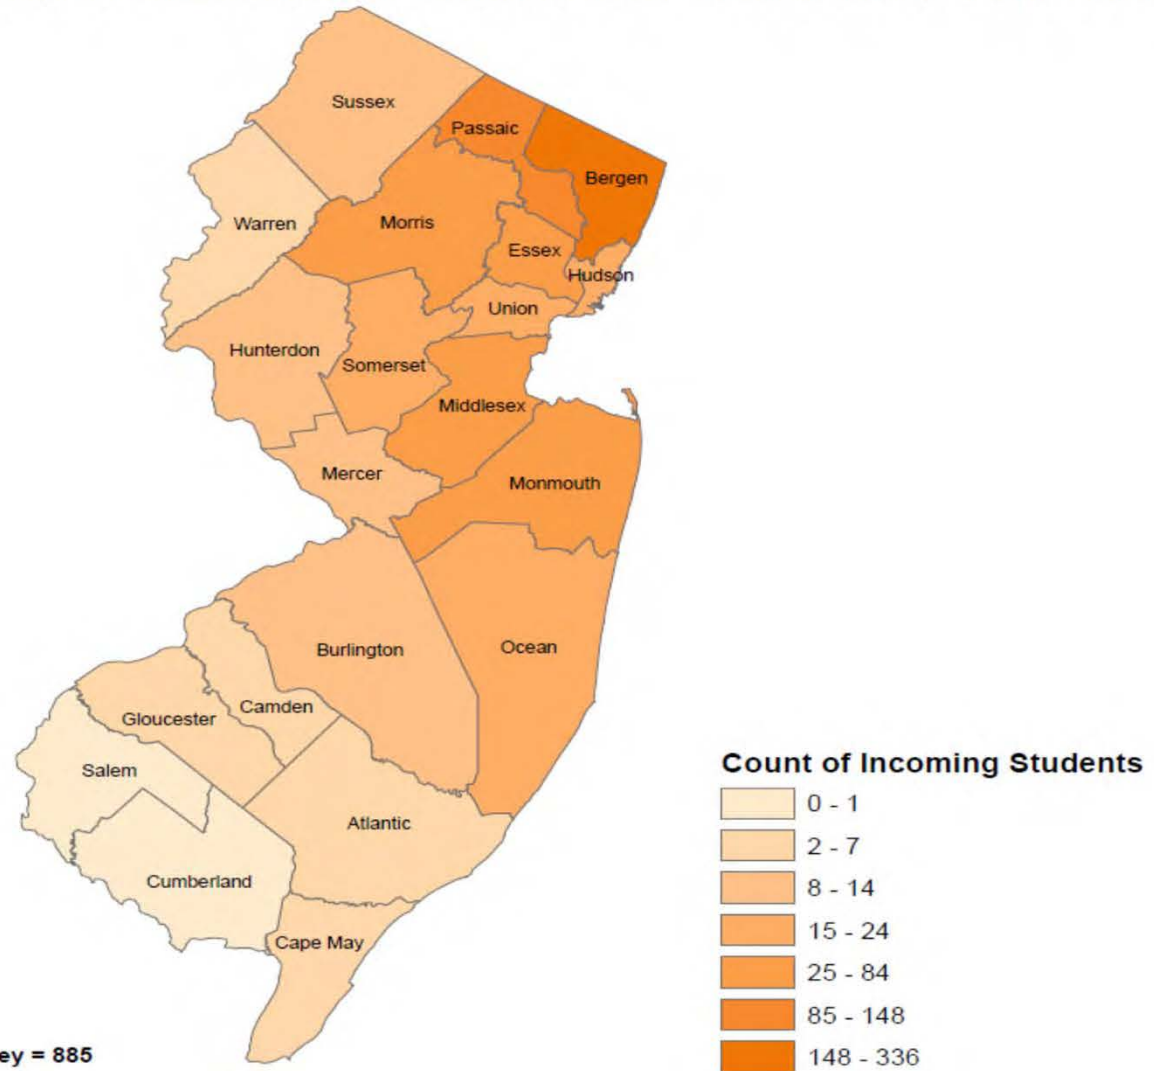 Sussex
Passaic
Bergen
Warren
Morris
Essex
Hudson
Union
Hunterdon
Somerset
Middlesex
Mercer
Monmouth
Burlington
Ocean
Camden
Gloucester
Salem
Atlantic
Cumberland
Cape May
Count of Incoming Students
0 - 1
2 - 7
8 - 14
15 - 24
25 - 84
85 - 148
148 - 336
ey = 885